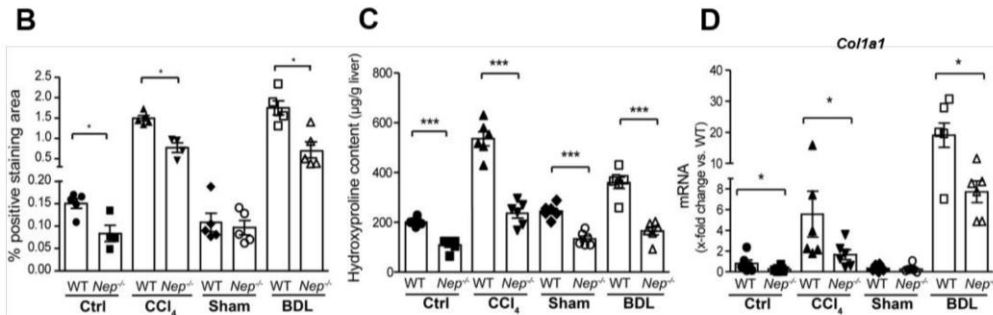 B
% positive staining area
2.5
2.0
1.5
1.0
0.5
0.20
0.15
0.10
0.05
0.00
*
*
*
WT Nep-/- WT Nep-/- WT Nep-/- WT Nep-/-
Ctrl CCl4 Sham BDL
C
Hydroxyproline content (µg/g liver)
800
600
400
200
0
***
***
***
***
WT Nep-/- WT Nep-/- WT Nep-/- WT Nep-/-
Ctrl CCl4 Sham BDL
D
Col1a1
mRNA
(x-fold change vs. WT)
40
30
20
10
8
6
4
2
0
*
*
*
WT Nep-/- WT Nep-/- WT Nep-/- WT Nep-/-
Ctrl CCl4 Sham BDL